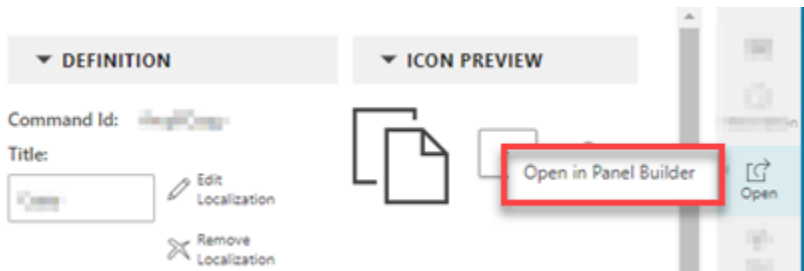 DEFINITION
ICON PREVIEW
Command Id:
Title:
Edit
Localization
Remove
Localization
Open in Panel Builder
Open